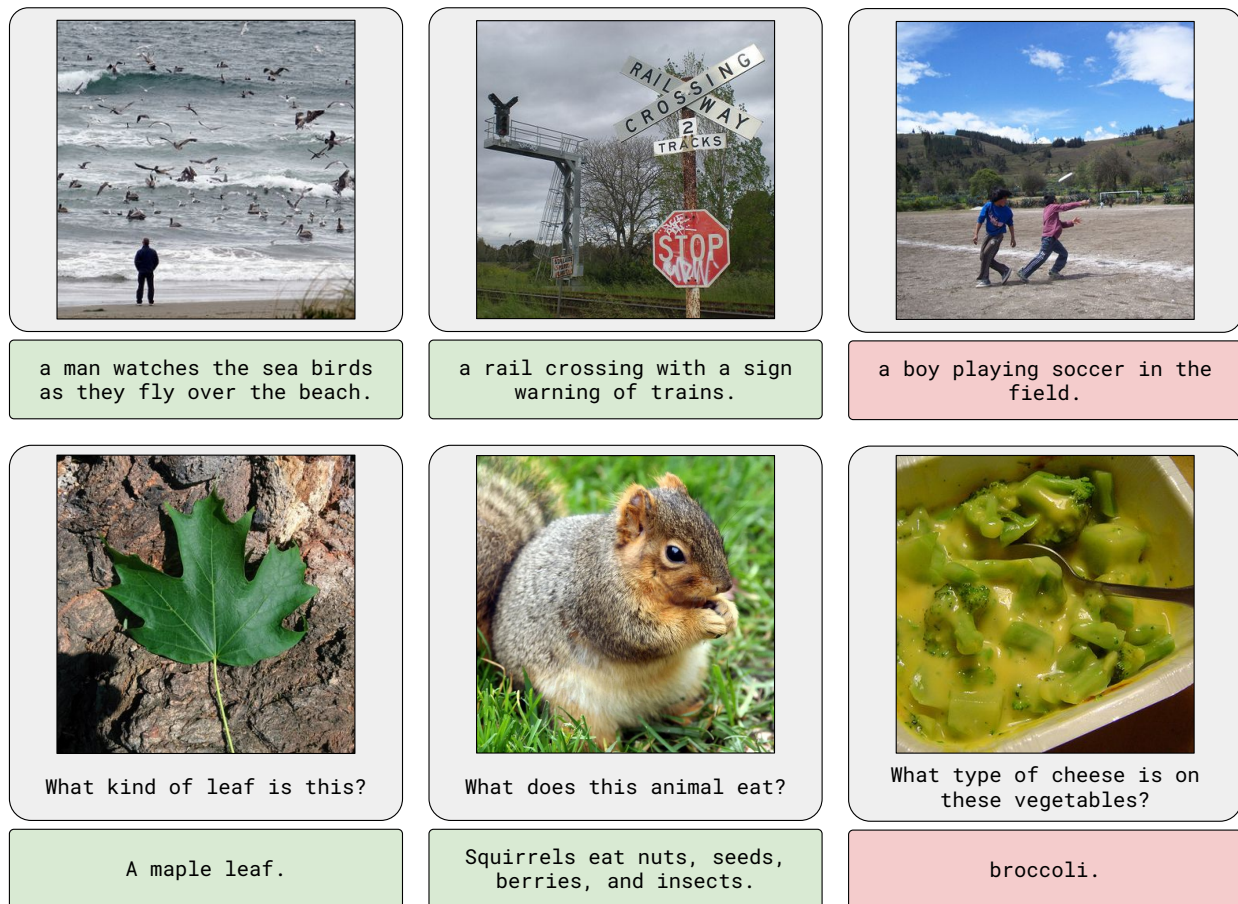 RAILWAY
CROSSING
2
TRACKS
STOP
a man watches the sea birds
as they fly over the beach.
a rail crossing with a sign
warning of trains.
a boy playing soccer in the
field.
What kind of leaf is this?
What does this animal eat?
What type of cheese is on
these vegetables?
A maple leaf.
Squirrels eat nuts, seeds,
berries, and insects.
broccoli.